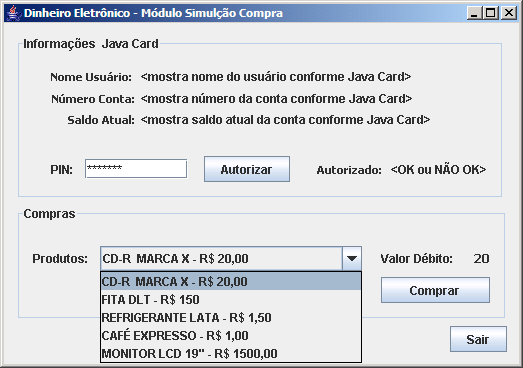 Dinheiro Eletrônico - Módulo Simulção Compra
Informações Java Card
Nome Usuário: <mostra nome do usuário conforme Java Card>
Número Conta: <mostra número da conta conforme Java Card>
Saldo Atual: <mostra saldo atual da conta conforme Java Card>
PIN: ******* Autorizar Autorizado: <OK ou NÃO OK>
Compras
Produtos: CD-R MARCA X - R$ 20,00 Valor Débito: 20
CD-R MARCA X - R$ 20,00
FITA DLT - R$ 150
REFRIGERANTE LATA - R$ 1,50
CAFÉ EXPRESSO - R$ 1,00
MONITOR LCD 19" - R$ 1500,00
Comprar
Sair